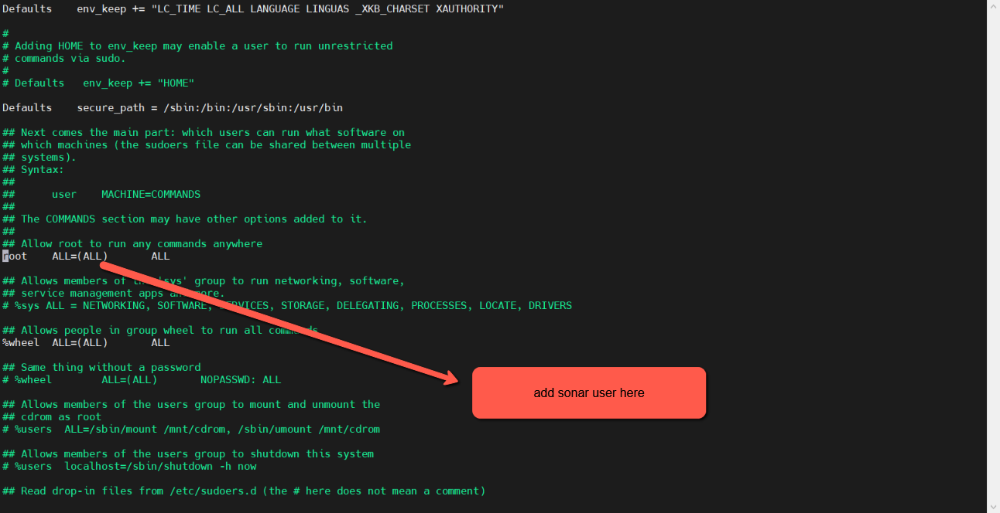 Defaults    env_keep += "LC_TIME LC_ALL LANGUAGE LINGUAS _XKB_CHARSET XAUTHORITY"
#
# Adding HOME to env_keep may enable a user to run unrestricted
# commands via sudo.
#
# Defaults   env_keep += "HOME"
Defaults    secure_path = /sbin:/bin:/usr/sbin:/usr/bin
## Next comes the main part: which users can run what software on
## which machines (the sudoers file can be shared between multiple
## systems).
## Syntax:
##
##      user    MACHINE=COMMANDS
##
## The COMMANDS section may have other options added to it.
##
## Allow root to run any commands anywhere
root    ALL=(ALL)       ALL
## Allows members of the 'sys' group to run networking, software,
## service management apps and more.
# %sys ALL = NETWORKING, SOFTWARE, SERVICES, STORAGE, DELEGATING, PROCESSES, LOCATE, DRIVERS
## Allows people in group wheel to run all commands
%wheel  ALL=(ALL)       ALL
## Same thing without a password
# %wheel        ALL=(ALL)       NOPASSWD: ALL
add sonar user here
## Allows members of the users group to mount and unmount the
## cdrom as root
# %users  ALL=/sbin/mount /mnt/cdrom, /sbin/umount /mnt/cdrom
## Allows members of the users group to shutdown this system
# %users  localhost=/sbin/shutdown -h now
## Read drop-in files from /etc/sudoers.d (the # here does not mean a comment)